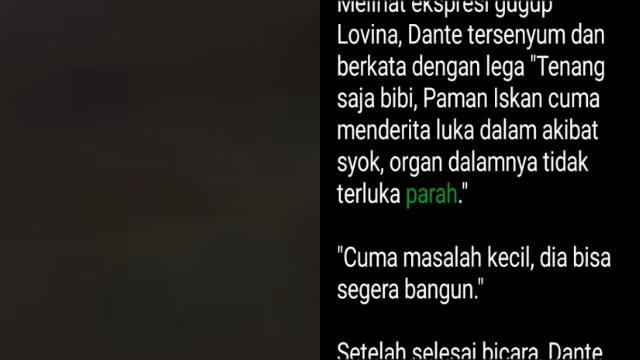 Melihat ekspresi gugup
Lovina, Dante tersenyum dan
berkata dengan lega "Tenang
saja bibi, Paman Iskan cuma
menderita luka dalam akibat
syok, organ dalamnya tidak
terluka parah."
"Cuma masalah kecil, dia bisa
segera bangun."
Setelah selesai bicara, Dante